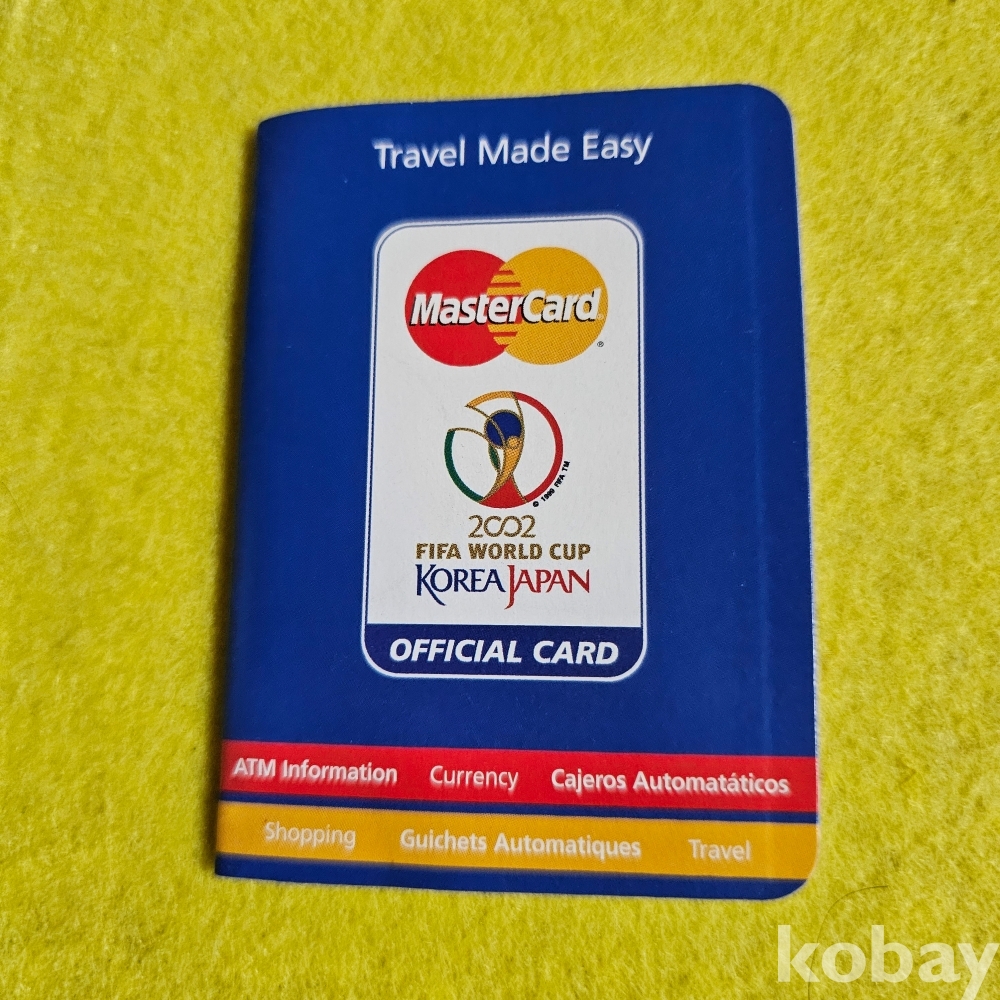 Travel Made Easy
MasterCard®
© 1999 FIFA TM
2002
FIFA WORLD CUP
KOREA JAPAN
OFFICIAL CARD
ATM Information Currency Cajeros Automatáticos
Shopping Guichets Automatiques Travel
kobay